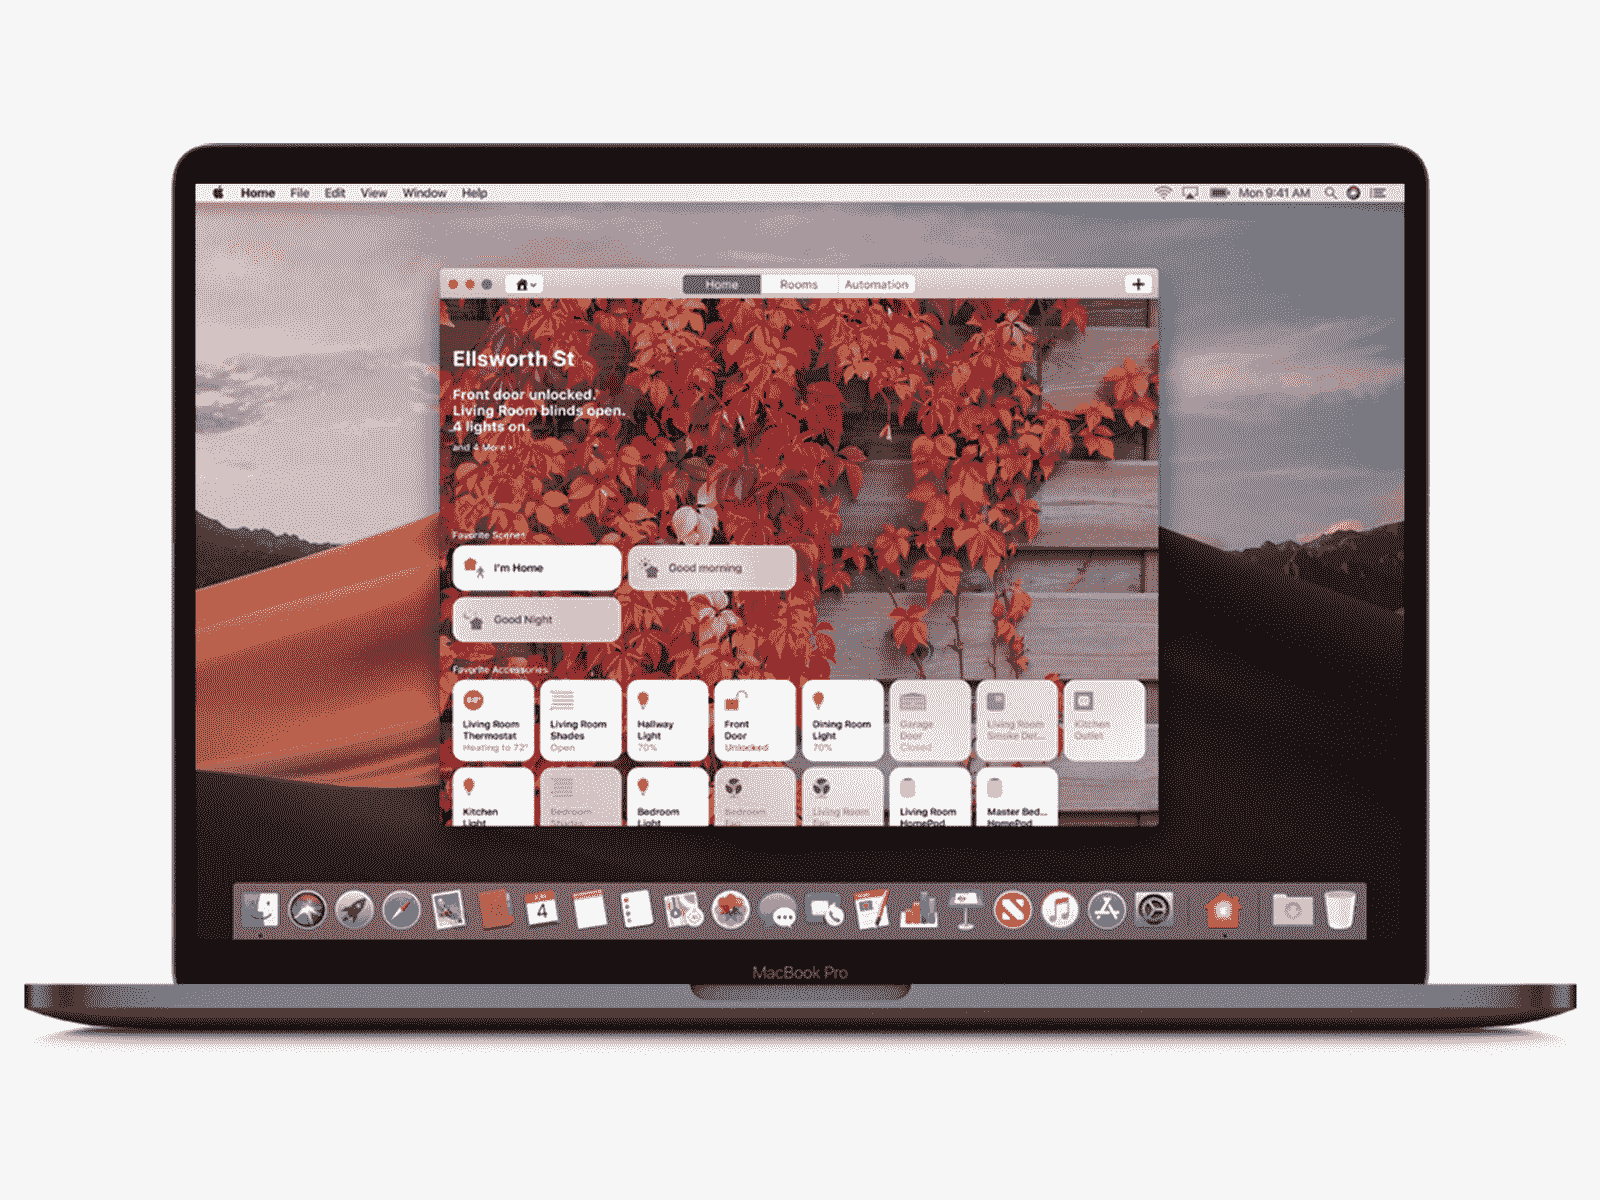 Home File Edit View Window Help
Mon 9:41 AM
Home Rooms Automation
Ellsworth St
Front door unlocked.
Living Room blinds open.
4 lights on.
and 4 More ›
Favorite Scenes
I'm Home
Good morning
Good Night
Favorite Accessories
Living Room
Thermostat
Heating to 72°
Living Room
Shades
Open
Hallway
Light
70%
Front
Door
Unlocked
Dining Room
Light
70%
Garage
Door
Closed
Living Room
Smoke Det...
Kitchen
Outlet
Kitchen
Light
Bedroom
Shades
Bedroom
Light
Bedroom
Fan
Living Room
Fan
Living Room
HomePod
Master Bed...
HomePod
4
MacBook Pro